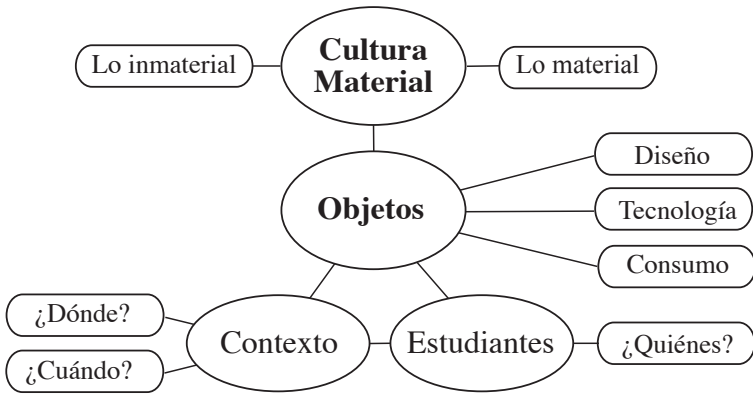 Cultura
Material
Lo inmaterial
Lo material
Objetos
Diseño
Tecnología
Consumo
¿Dónde?
¿Cuándo?
Contexto
Estudiantes
¿Quiénes?